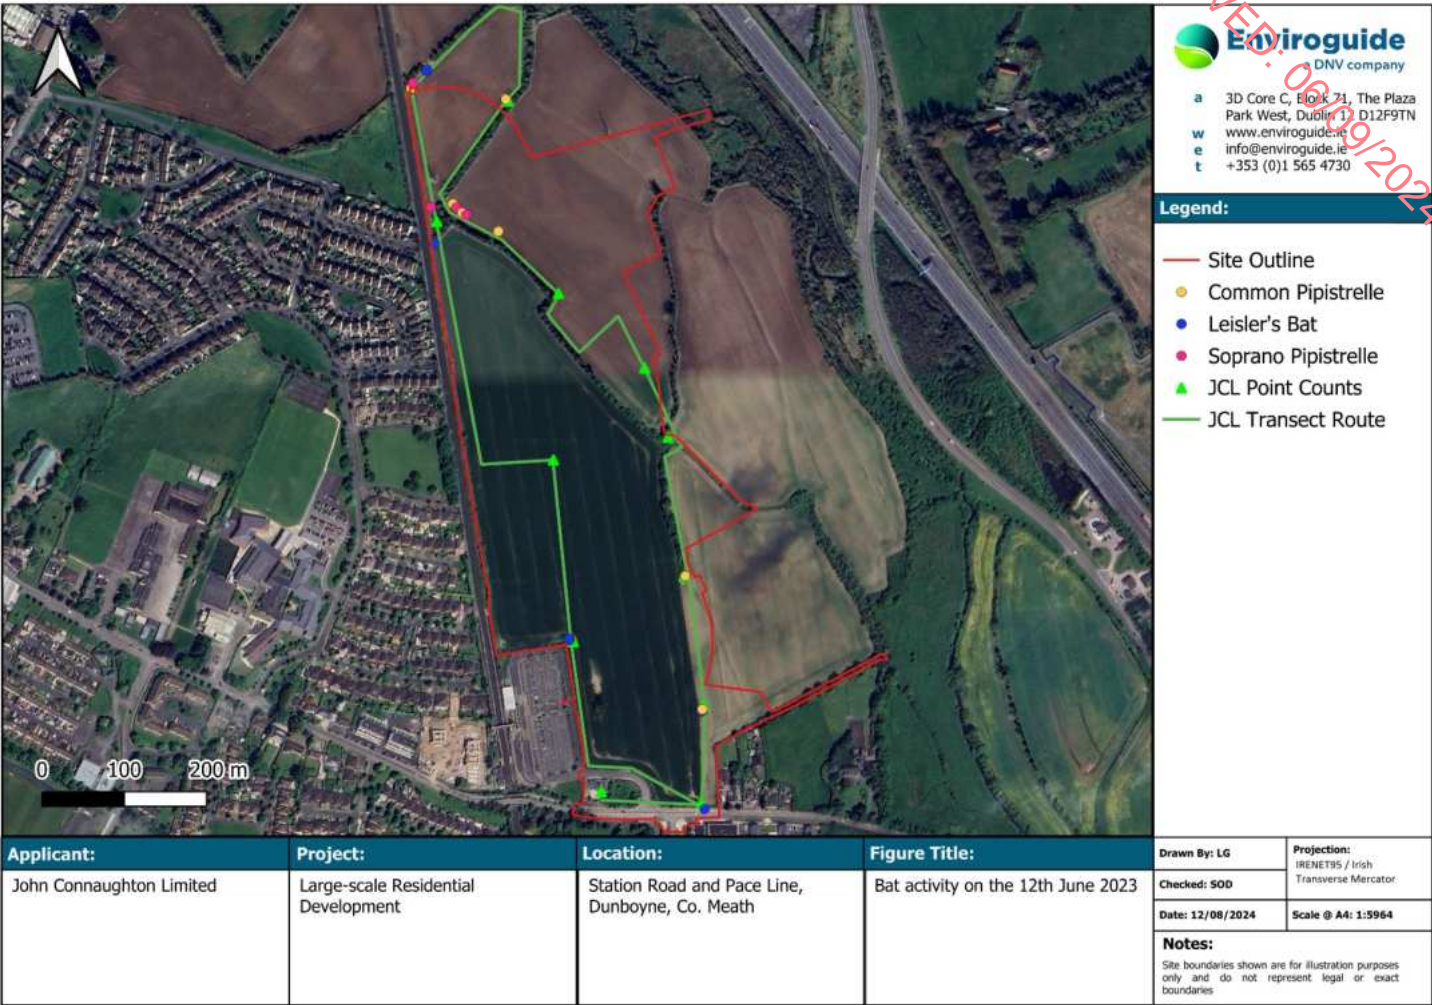 Enviroguide
a DNV company
a 3D Core C, Block 71, The Plaza
Park West, Dublin 12 D12F9TN
w www.enviroguide.ie
e info@enviroguide.ie
t +353 (0)1 565 4730
VED: 06/09/2024
Legend:
Site Outline
Common Pipistrelle
Leisler's Bat
Soprano Pipistrelle
JCL Point Counts
JCL Transect Route
0 100 200 m
Applicant:
John Connaughton Limited
Project:
Large-scale Residential
Development
Location:
Station Road and Pace Line,
Dunboyne, Co. Meath
Figure Title:
Bat activity on the 12th June 2023
Drawn By: LG
Checked: SOD
Date: 12/08/2024
Projection:
IRENET95 / Irish
Transverse Mercator
Scale @ A4: 1:5964
Notes:
Site boundaries shown are for illustration purposes
only and do not represent legal or exact
boundaries